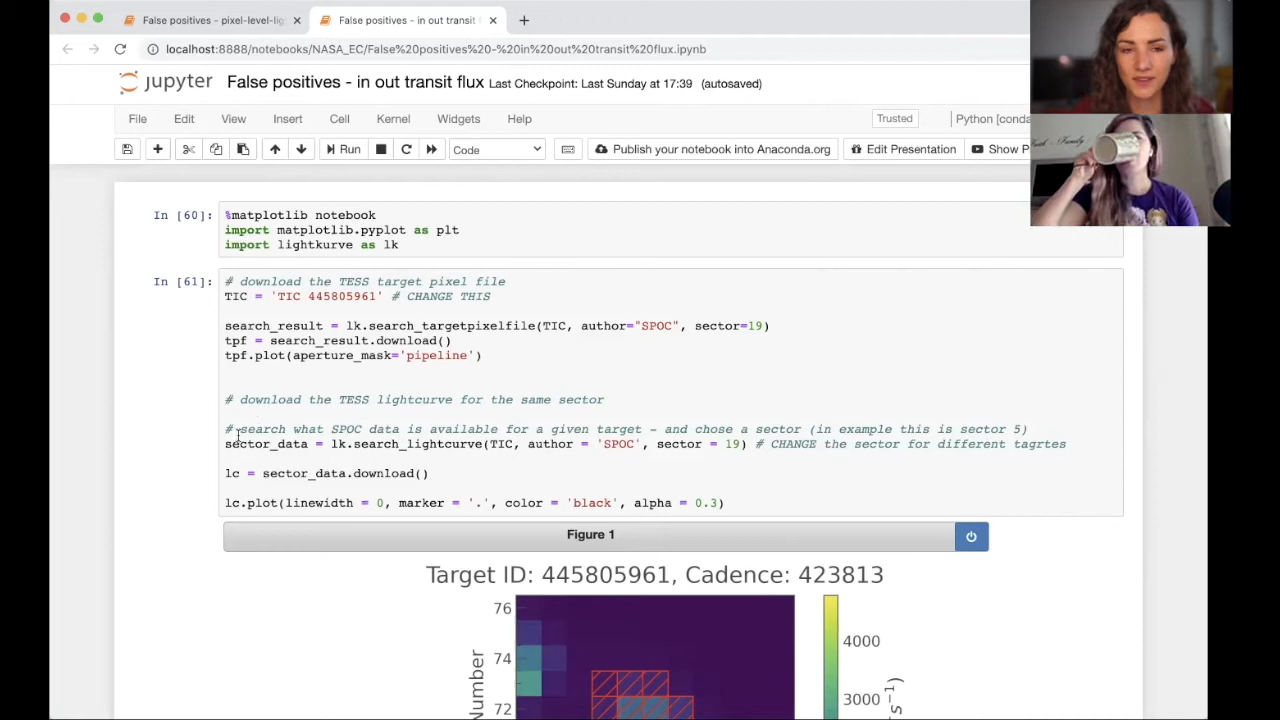 False positives - pixel-level-lig
False positives - in out transit
localhost:8888/notebooks/NASA_EC/False%20positives%20-%20in%20out%20transit%20flux.ipynb
jupyter False positives - in out transit flux Last Checkpoint: Last Sunday at 17:39 (autosaved)
File Edit View Insert Cell Kernel Widgets Help Trusted Python [conda
Run Code Publish your notebook into Anaconda.org Edit Presentation Show P
In [60]: %matplotlib notebook
import matplotlib.pyplot as plt
import lightkurve as lk
In [61]: # download the TESS target pixel file
TIC = 'TIC 445805961' # CHANGE THIS
search_result = lk.search_targetpixelfile(TIC, author="SPOC", sector=19)
tpf = search_result.download()
tpf.plot(aperture_mask='pipeline')
# download the TESS lightcurve for the same sector
# search what SPOC data is available for a given target - and chose a sector (in example this is sector 5)
sector_data = lk.search_lightcurve(TIC, author = 'SPOC', sector = 19) # CHANGE the sector for different tagrtes
lc = sector_data.download()
lc.plot(linewidth = 0, marker = '.', color = 'black', alpha = 0.3)
Figure 1
Target ID: 445805961, Cadence: 423813
76
4000
74
3000
72
Family